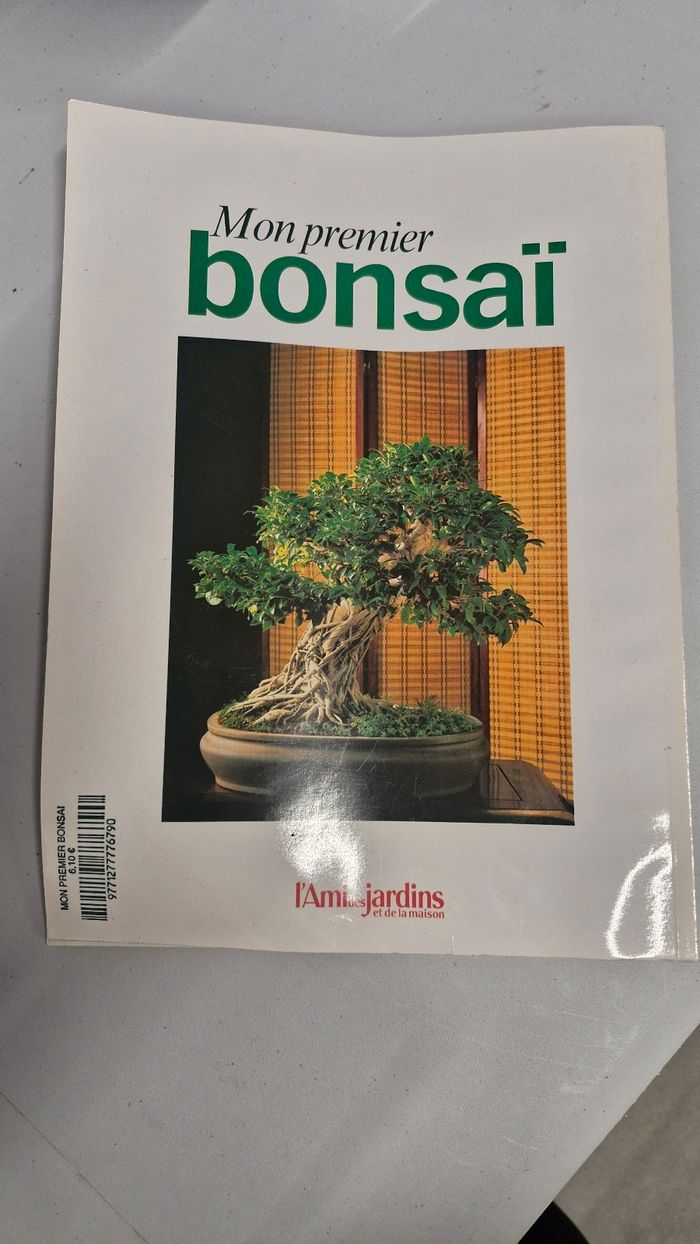 Mon premier
bonsaï
MON PREMIER BONSAI
6,10 €
9771277776790
l'Ami des jardins
et de la maison